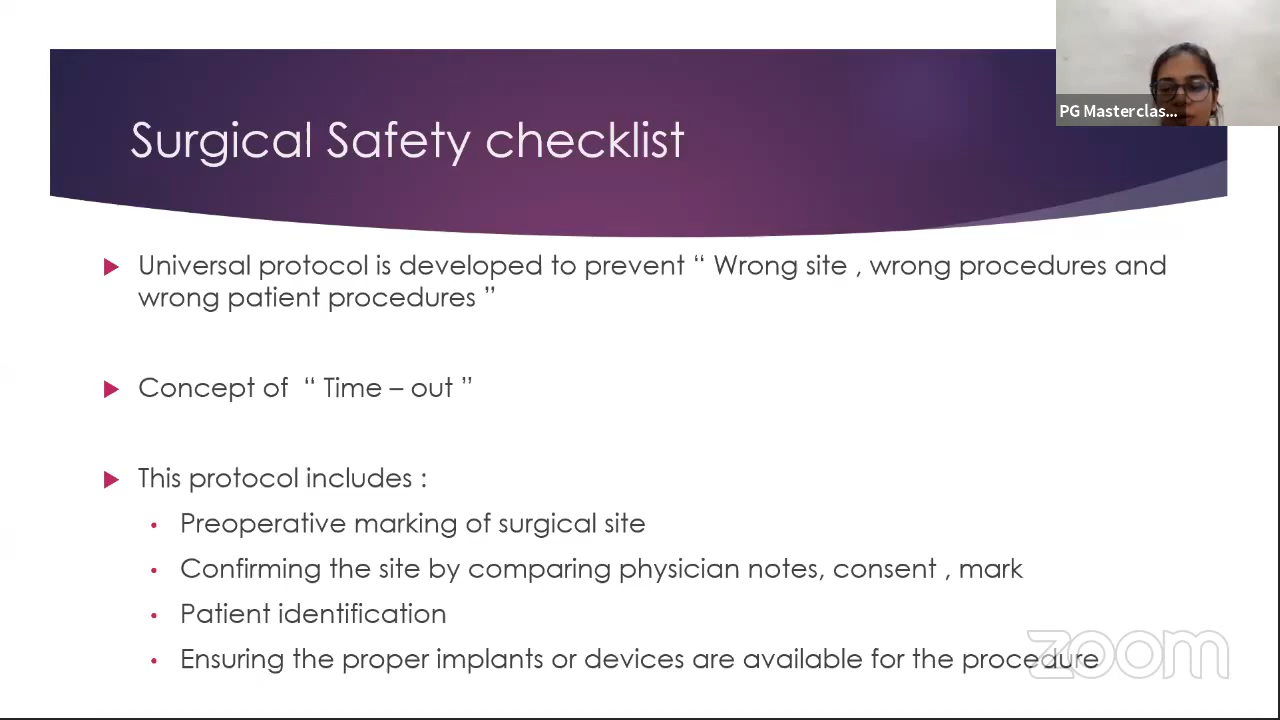 PG Masterclas...
Surgical Safety checklist
Universal protocol is developed to prevent “ Wrong site , wrong procedures and
wrong patient procedures ”
Concept of “ Time – out ”
This protocol includes :
Preoperative marking of surgical site
Confirming the site by comparing physician notes, consent , mark
Patient identification
Ensuring the proper implants or devices are available for the procedure
zoom